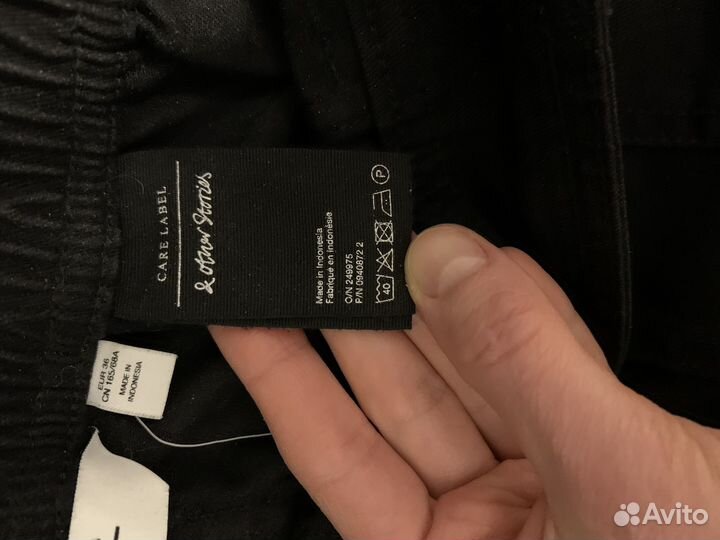 CARE LABEL
& other Stories
Made in Indonesia
Fabriqué en Indonésie
O/N 249975
P/N 0940872 2
40
P
EUR 36
CN 165/68A
MADE IN
INDONESIA
Avito